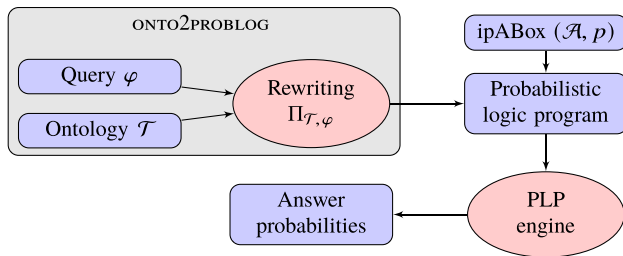 ONTO2PROBLOG
Query φ
Ontology 𝒯
Rewriting
Π𝒯,φ
ipABox (𝒜, p)
Probabilistic
logic program
PLP
engine
Answer
probabilities